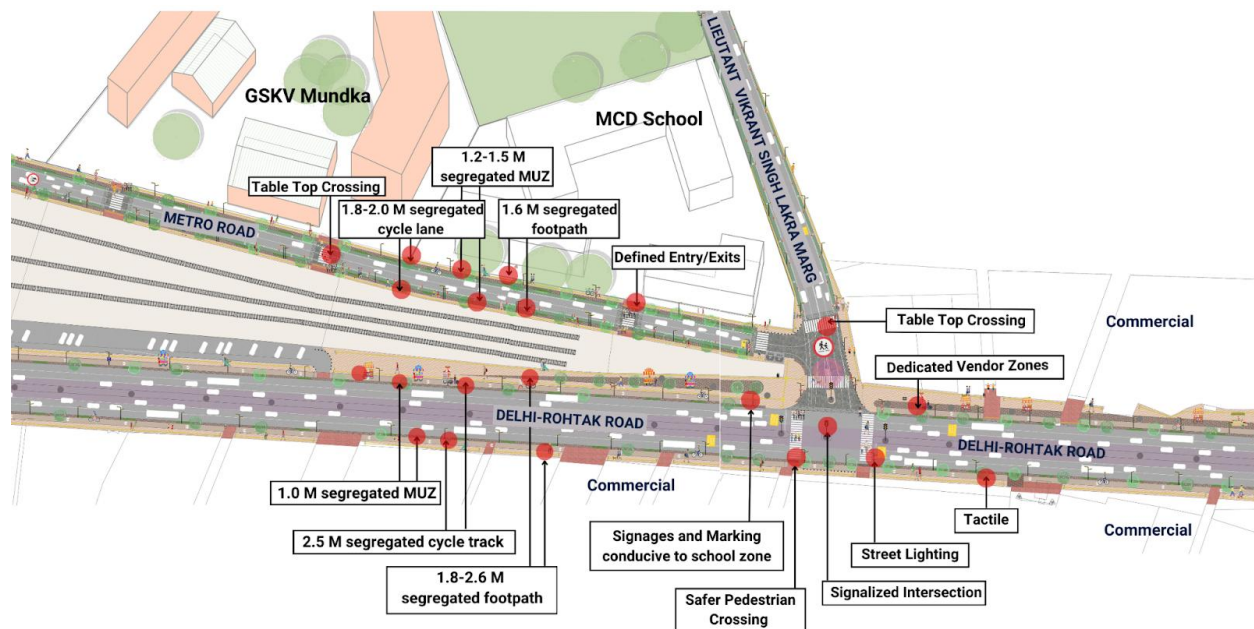 GSKV Mundka
MCD School
LIEUTANT VIKRANT SINGH LAKRA MARG
1.2-1.5 M
segregated MUZ
Table Top Crossing
1.8-2.0 M segregated
cycle lane
1.6 M segregated
footpath
METRO ROAD
Defined Entry/Exits
Table Top Crossing
Commercial
Dedicated Vendor Zones
DELHI-ROHTAK ROAD
DELHI-ROHTAK ROAD
1.0 M segregated MUZ
Commercial
2.5 M segregated cycle track
Signages and Marking
conducive to school zone
Tactile
Commercial
Street Lighting
1.8-2.6 M
segregated footpath
Safer Pedestrian
Crossing
Signalized Intersection